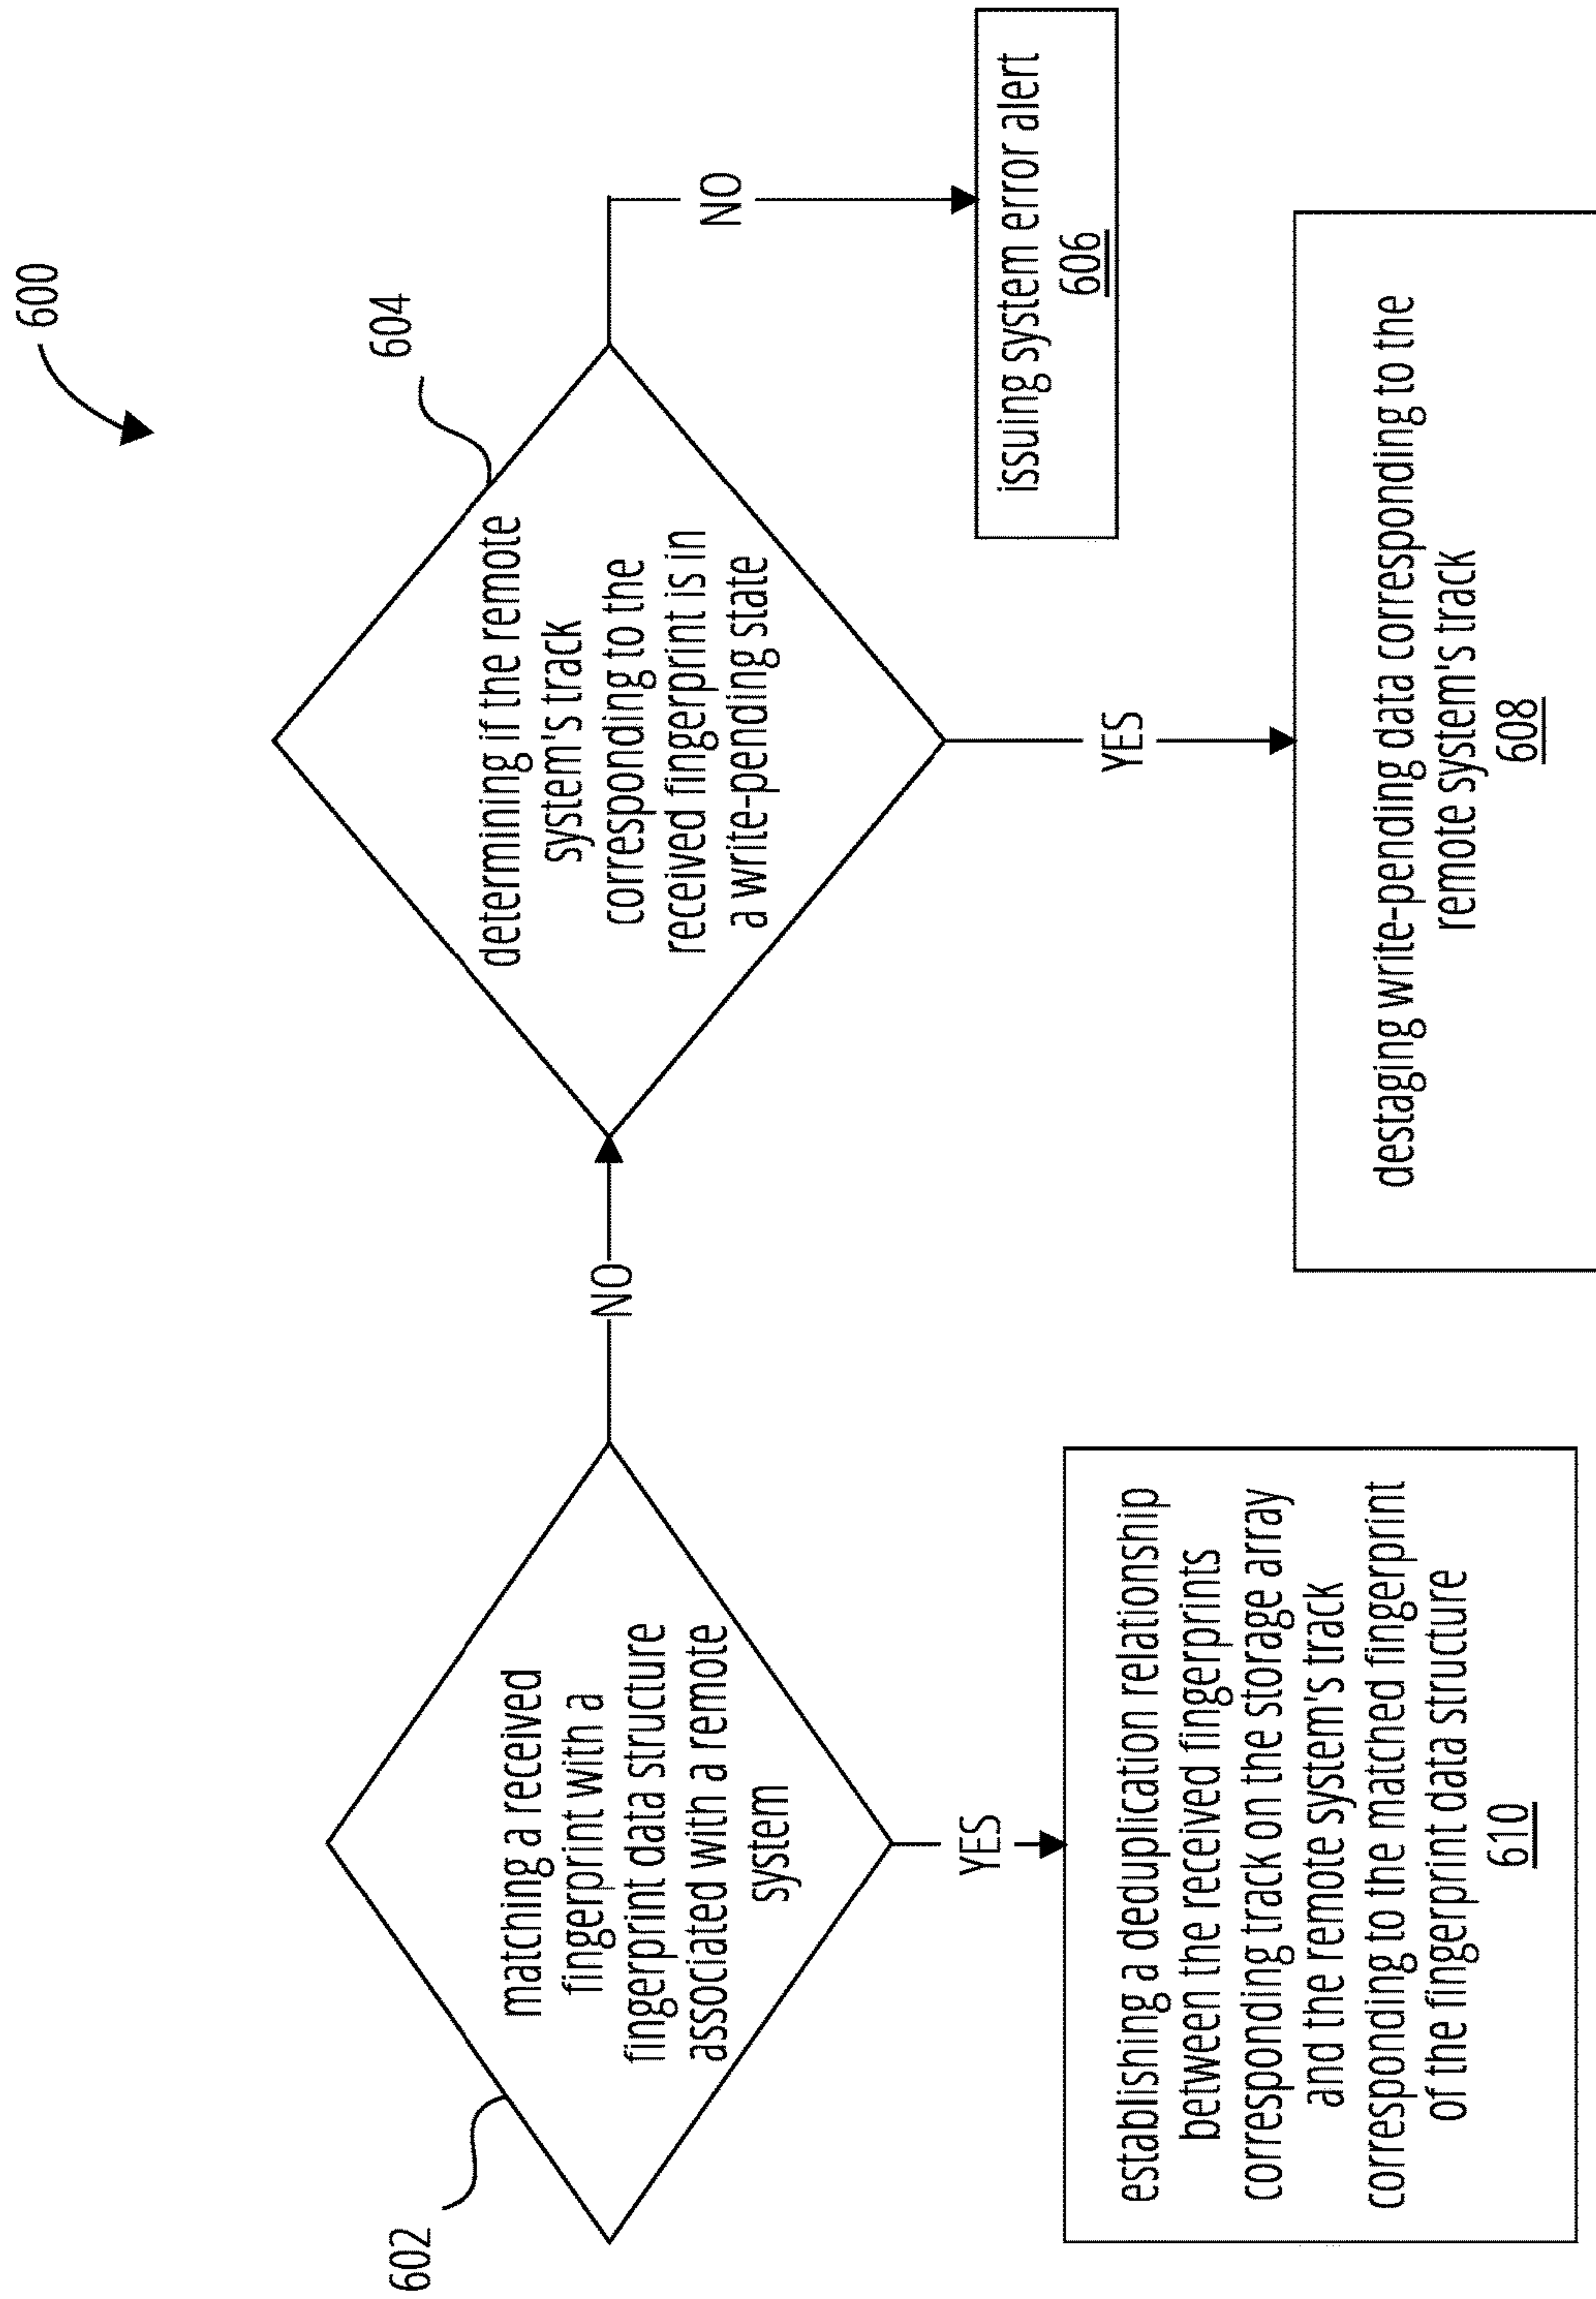 600
602
matching a received
fingerprint with a
fingerprint data structure
associated with a remote
system
NO
604
determining if the remote
system's track
corresponding to the
received fingerprint is in
a write-pending state
NO
YES
YES
issuing system error alert
606
establishing a deduplication relationship
between the received fingerprints
corresponding track on the storage array
and the remote system's track
corresponding to the matched fingerprint
of the fingerprint data structure
610
destaging write-pending data corresponding to the
remote system's track
608